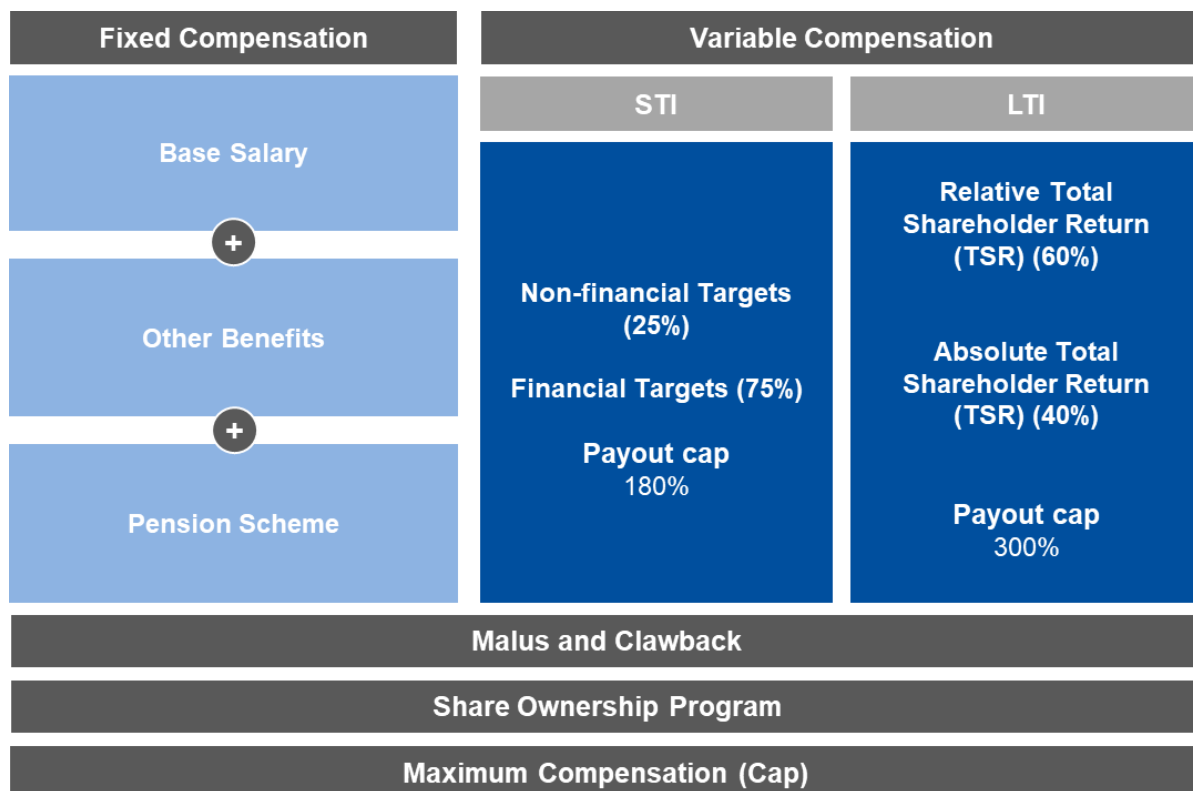 Fixed Compensation
Base Salary
+
Other Benefits
+
Pension Scheme
Variable Compensation
STI
Non-financial Targets
(25%)
Financial Targets (75%)
Payout cap
180%
LTI
Relative Total
Shareholder Return
(TSR) (60%)
Absolute Total
Shareholder Return
(TSR) (40%)
Payout cap
300%
Malus and Clawback
Share Ownership Program
Maximum Compensation (Cap)